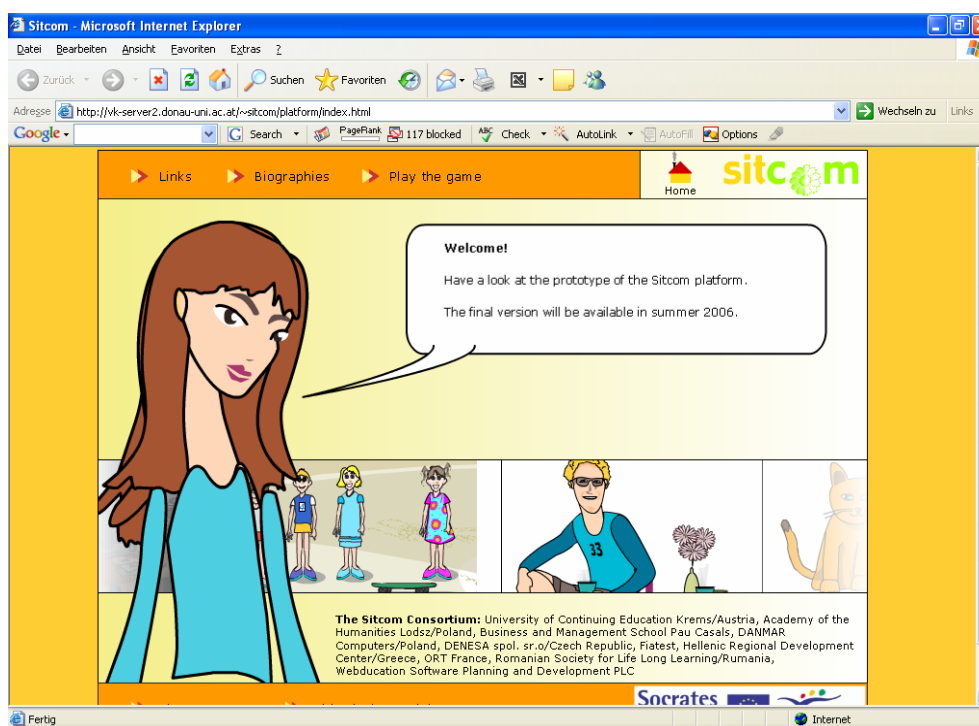 Sitcom - Microsoft Internet Explorer
Datei Bearbeiten Ansicht Favoriten Extras ?
Zurück Suchen Favoriten
Adresse http://vk-server2.donau-uni.ac.at/~sitcom/platform/index.html Wechseln zu Links
Google Search PageRank 117 blocked ABC Check AutoLink AutoFill Options
Links Biographies Play the game Home sitcom
Welcome!
Have a look at the prototype of the Sitcom platform.
The final version will be available in summer 2006.
33
The Sitcom Consortium: University of Continuing Education Krems/Austria, Academy of the
Humanities Lodsz/Poland, Business and Management School Pau Casals, DANMAR
Computers/Poland, DENESA spol. sr.o/Czech Republic, Fiatest, Hellenic Regional Development
Center/Greece, ORT France, Romanian Society for Life Long Learning/Rumania,
Webducation Software Planning and Development PLC
Socrates
Fertig Internet